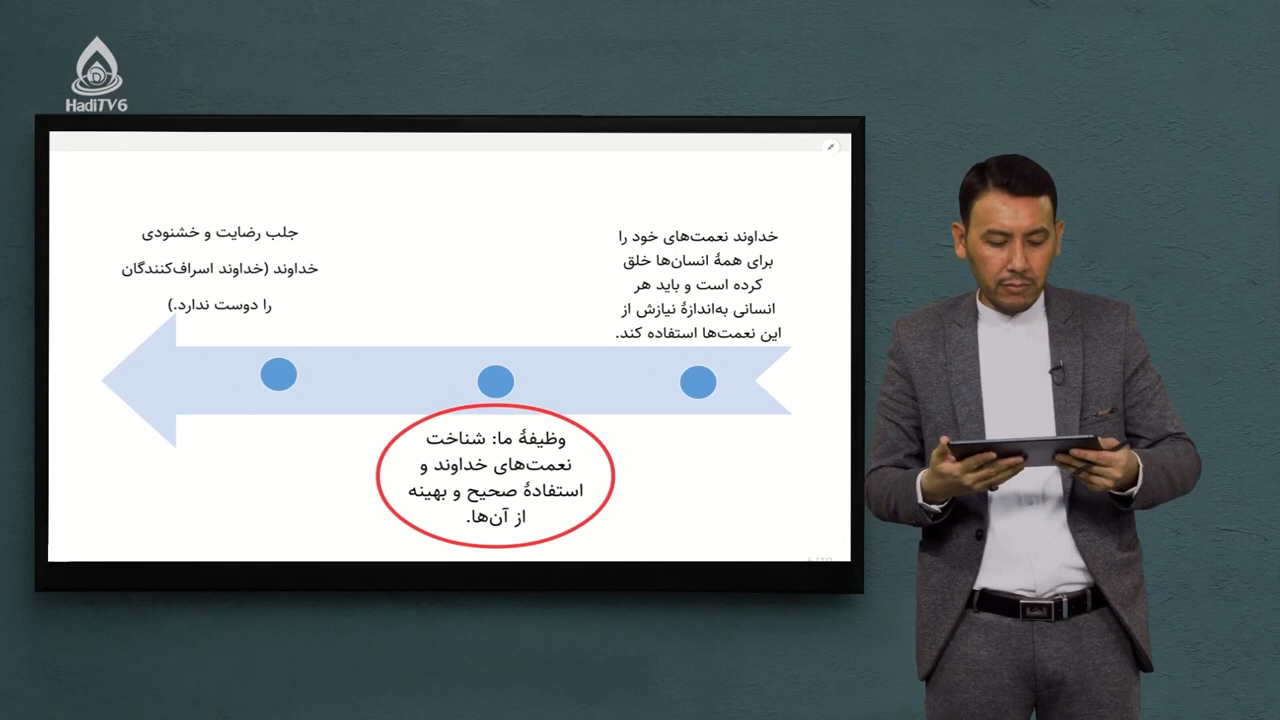 HadiTV6
خداوند نعمت‌های خود را
برای همهٔ انسان‌ها خلق
کرده است و باید هر
انسانی به‌اندازهٔ نیازش از
این نعمت‌ها استفاده کند.
وظیفهٔ ما: شناخت
نعمت‌های خداوند و
استفادهٔ صحیح و بهینه
از آن‌ها.
جلب رضایت و خشنودی
خداوند (خداوند اسراف‌کنندگان
را دوست ندارد.)